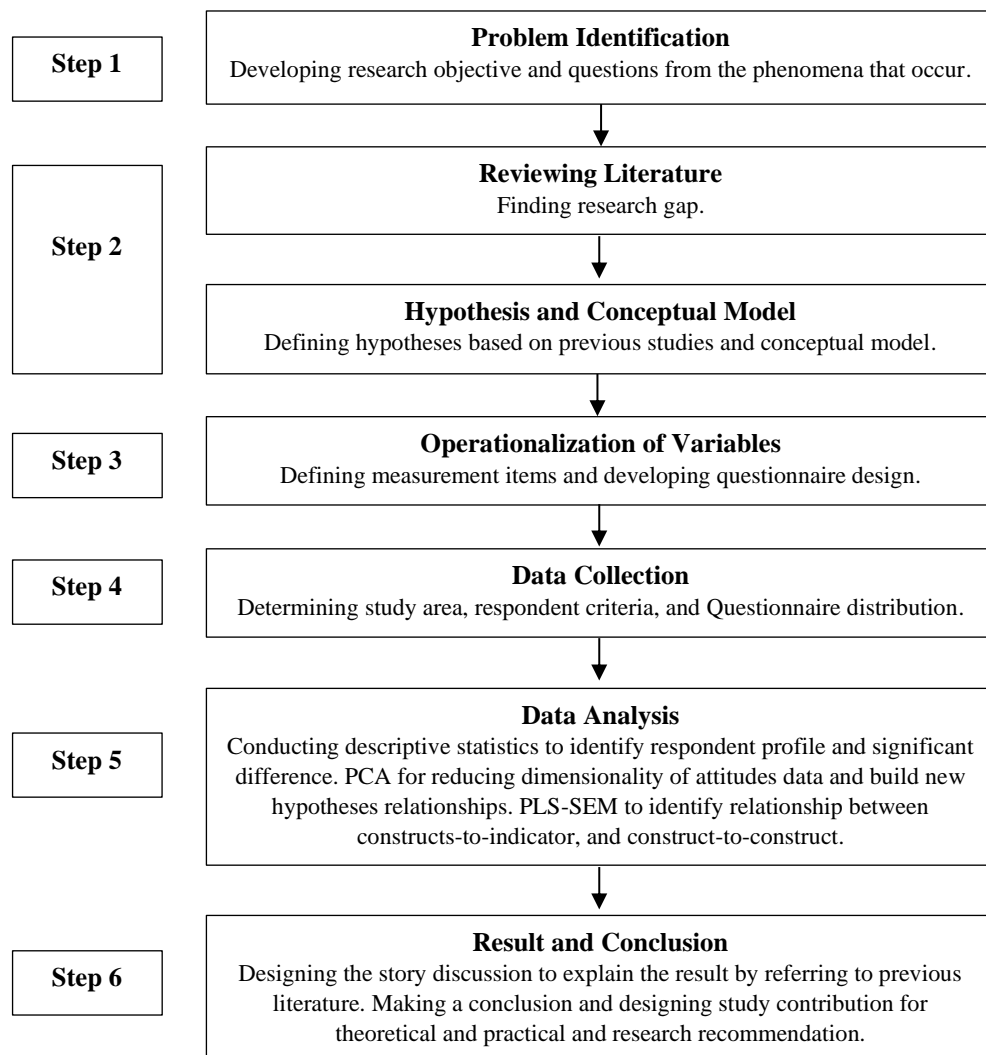 Step 1
Problem Identification
Developing research objective and questions from the phenomena that occur.
Step 2
Reviewing Literature
Finding research gap.
Hypothesis and Conceptual Model
Defining hypotheses based on previous studies and conceptual model.
Step 3
Operationalization of Variables
Defining measurement items and developing questionnaire design.
Step 4
Data Collection
Determining study area, respondent criteria, and Questionnaire distribution.
Step 5
Data Analysis
Conducting descriptive statistics to identify respondent profile and significant
difference. PCA for reducing dimensionality of attitudes data and build new
hypotheses relationships. PLS-SEM to identify relationship between
constructs-to-indicator, and construct-to-construct.
Step 6
Result and Conclusion
Designing the story discussion to explain the result by referring to previous
literature. Making a conclusion and designing study contribution for
theoretical and practical and research recommendation.